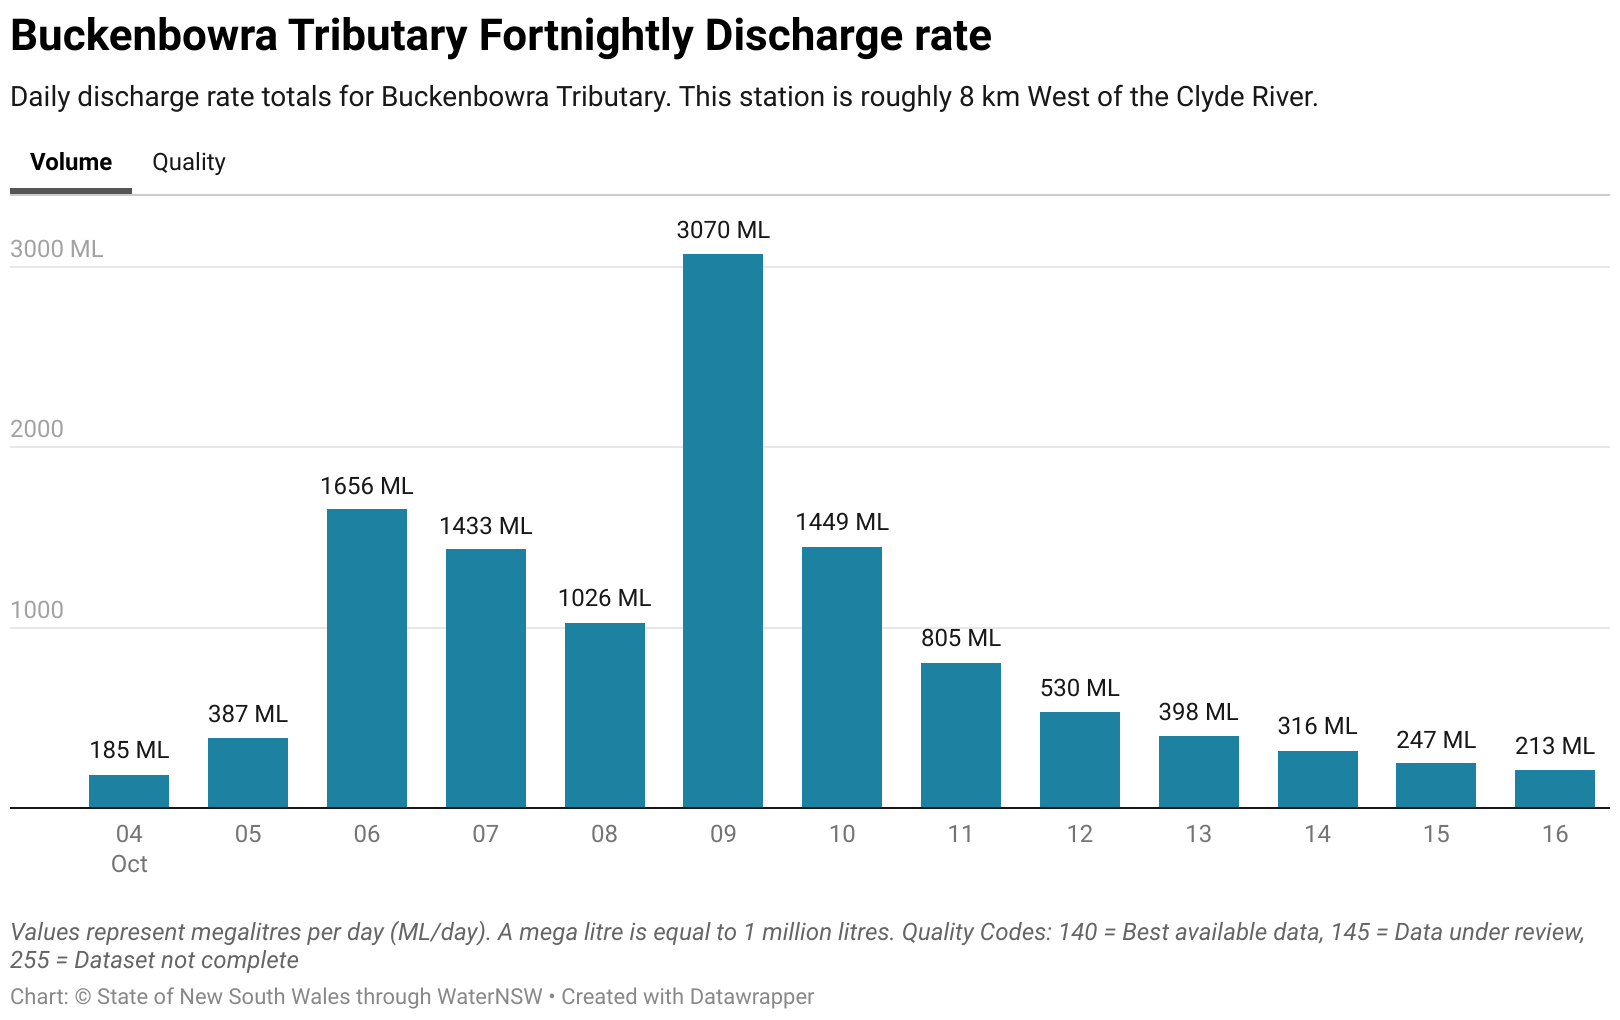 Buckenbowra Tributary Fortnightly Discharge rate
Daily discharge rate totals for Buckenbowra Tributary. This station is roughly 8 km West of the Clyde River.
Volume Quality
3070 ML
3000 ML
2000
1656 ML
1433 ML
1449 ML
1026 ML
1000
805 ML
530 ML
398 ML
387 ML
316 ML
247 ML
213 ML
185 ML
04 05 06 07 08 09 10 11 12 13 14 15 16
Oct
Values represent megalitres per day (ML/day). A mega litre is equal to 1 million litres. Quality Codes: 140 = Best available data, 145 = Data under review,
255 = Dataset not complete
Chart: © State of New South Wales through WaterNSW • Created with Datawrapper